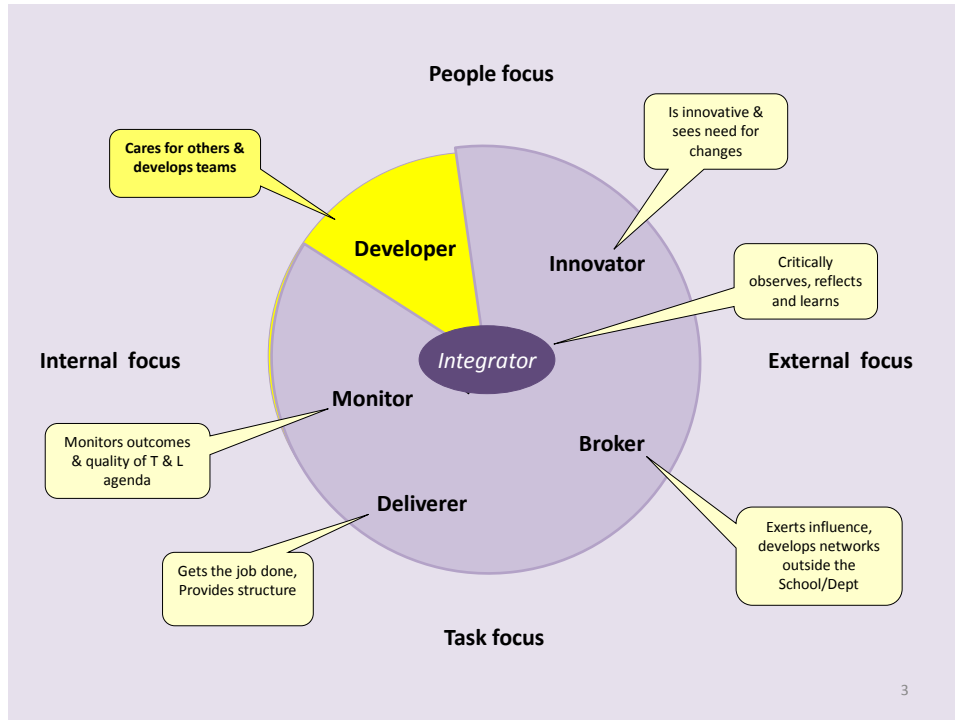 People focus
Is innovative &
sees need for
changes
Cares for others &
develops teams
Developer
Innovator
Critically
observes, reflects
and learns
Internal  focus
Integrator
External focus
Monitor
Monitors outcomes
& quality of T & L
agenda
Broker
Deliverer
Exerts influence,
develops networks
outside the
School/Dept
Gets the job done,
Provides structure
Task focus
3